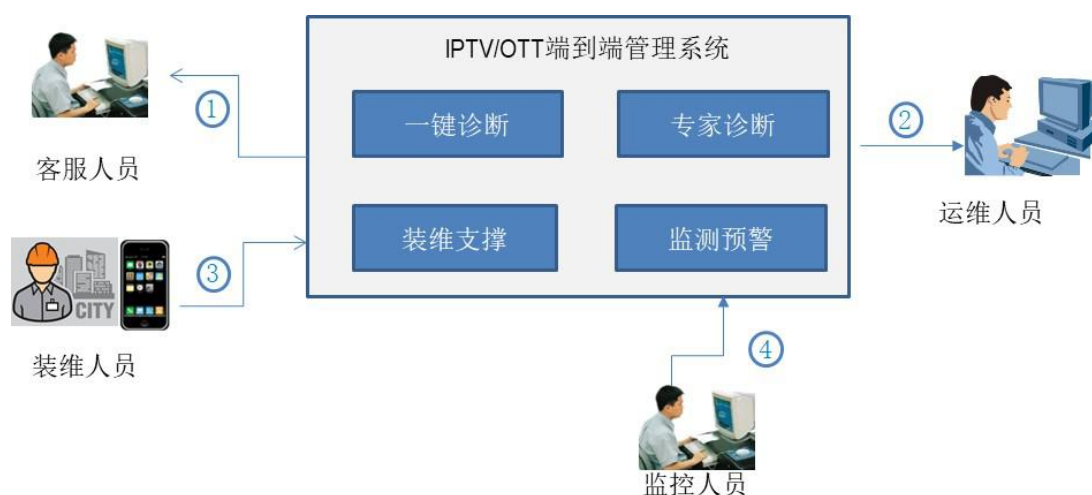 IPTV/OTT端到端管理系统
一键诊断
专家诊断
①
②
客服人员
运维人员
装维支撑
监测预警
③
CITY
装维人员
④
监控人员